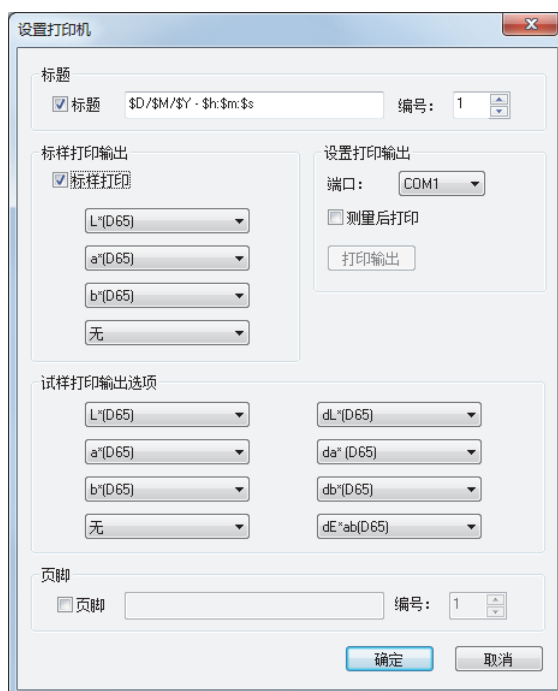 设置打印机
标题
标题 $D/$M/$Y - $h:$m:$s 编号： 1
标样打印输出
标样打印
L*(D65)
a*(D65)
b*(D65)
无
设置打印输出
端口： COM1
测量后打印
打印输出
试样打印输出选项
L*(D65) dL*(D65)
a*(D65) da* (D65)
b*(D65) db*(D65)
无 dE*ab(D65)
页脚
页脚 编号： 1
确定 取消